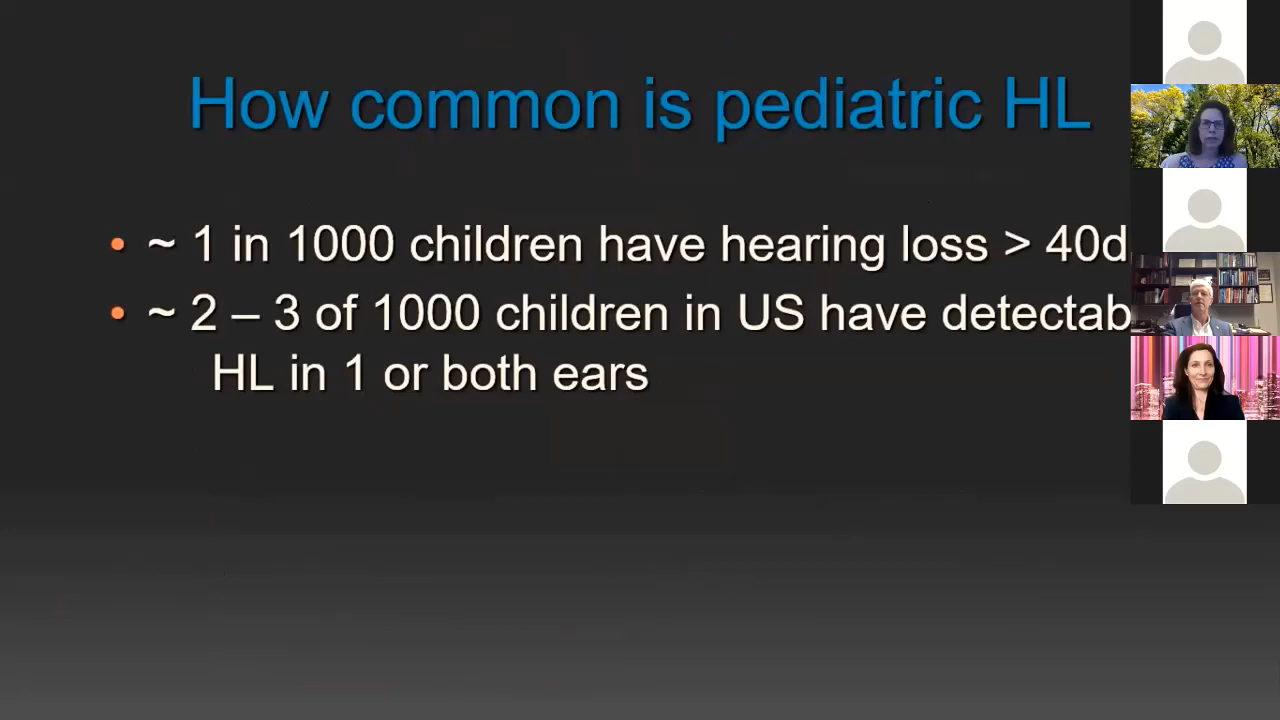 How common is pediatric HL
• ~ 1 in 1000 children have hearing loss > 40d
• ~ 2 – 3 of 1000 children in US have detectab
HL in 1 or both ears